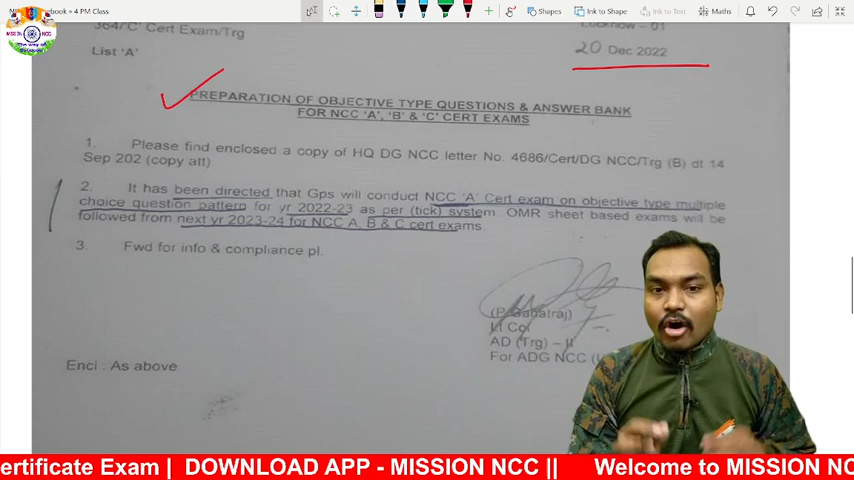 ebook » 4 PM Class
Shapes
Ink to Shape
Ink to Text
Maths
MISSION NCC
364/'C' Cert Exam/Trg
Lucknow – 01
20 Dec 2022
List 'A'
PREPARATION OF OBJECTIVE TYPE QUESTIONS & ANSWER BANK
FOR NCC 'A', 'B' & 'C' CERT EXAMS
1. Please find enclosed a copy of HQ DG NCC letter No. 4686/Cert/DG NCC/Trg (B) dt 14
Sep 202 (copy att)
2. It has been directed that Gps will conduct NCC 'A' Cert exam on objective type multiple
choice question pattern for yr 2022-23 as per (tick) system. OMR sheet based exams will be
followed from next yr 2023-24 for NCC A, B & C cert exams
3. Fwd for info & compliance pl.
Lt Col
AD (Trg) – II
For ADG NCC (
Encl : As above
ertificate Exam | DOWNLOAD APP - MISSION NCC || Welcome to MISSION NC